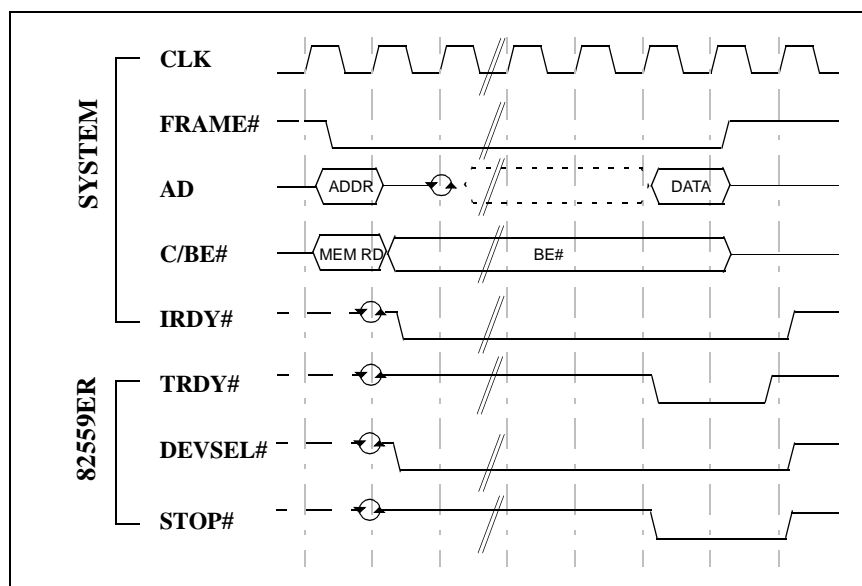 SYSTEM
CLK
FRAME#
AD
ADDR
DATA
C/BE#
MEM RD
BE#
IRDY#
82559ER
TRDY#
DEVSEL#
STOP#